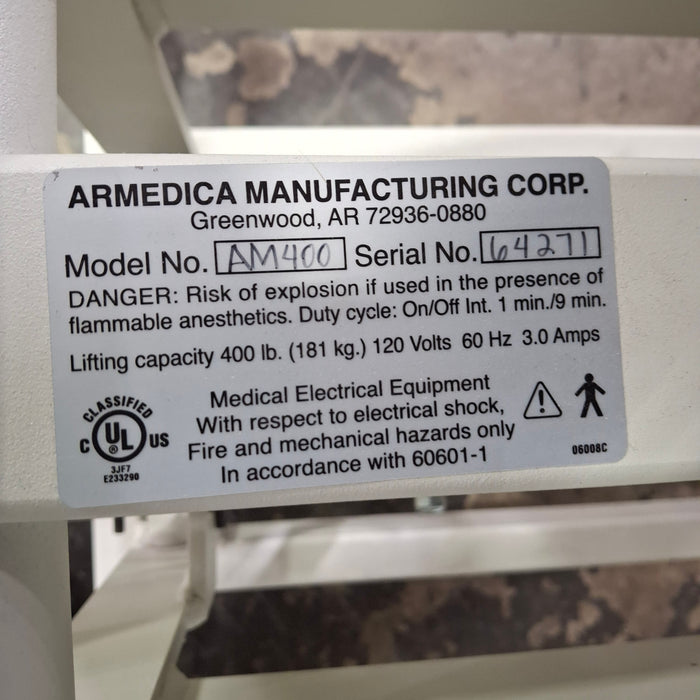 ARMEDICA MANUFACTURING CORP.
Greenwood, AR 72936-0880
Model No. AM400 Serial No. 64271
DANGER: Risk of explosion if used in the presence of
flammable anesthetics. Duty cycle: On/Off Int. 1 min./9 min.
Lifting capacity 400 lb. (181 kg.) 120 Volts 60 Hz 3.0 Amps
CLASSIFIED
C UL ® US
3JF7
E233290
Medical Electrical Equipment
With respect to electrical shock,
Fire and mechanical hazards only
In accordance with 60601-1
06008C